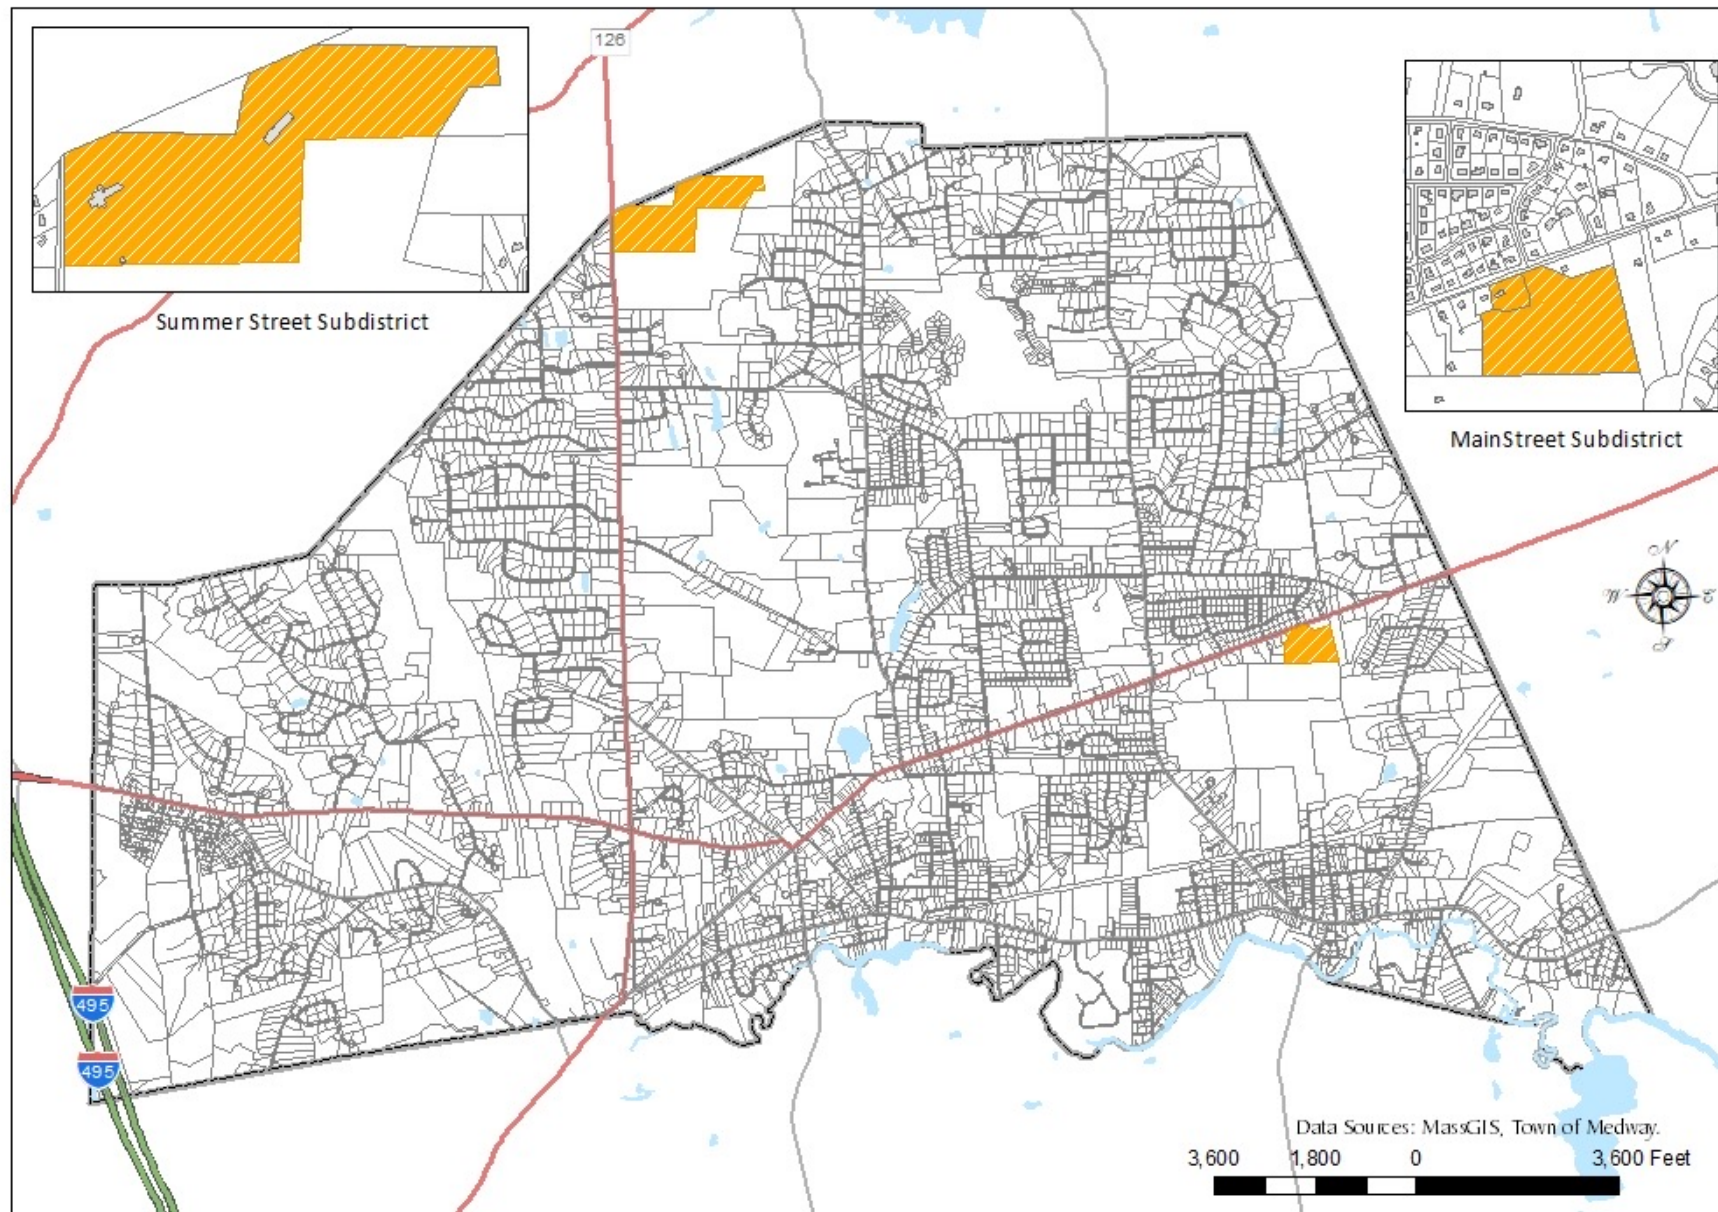 126
Summer Street Subdistrict
MainStreet Subdistrict
N
W E
S
495
495
Data Sources: MassGIS, Town of Medway.
3,600 1,800 0 3,600 Feet